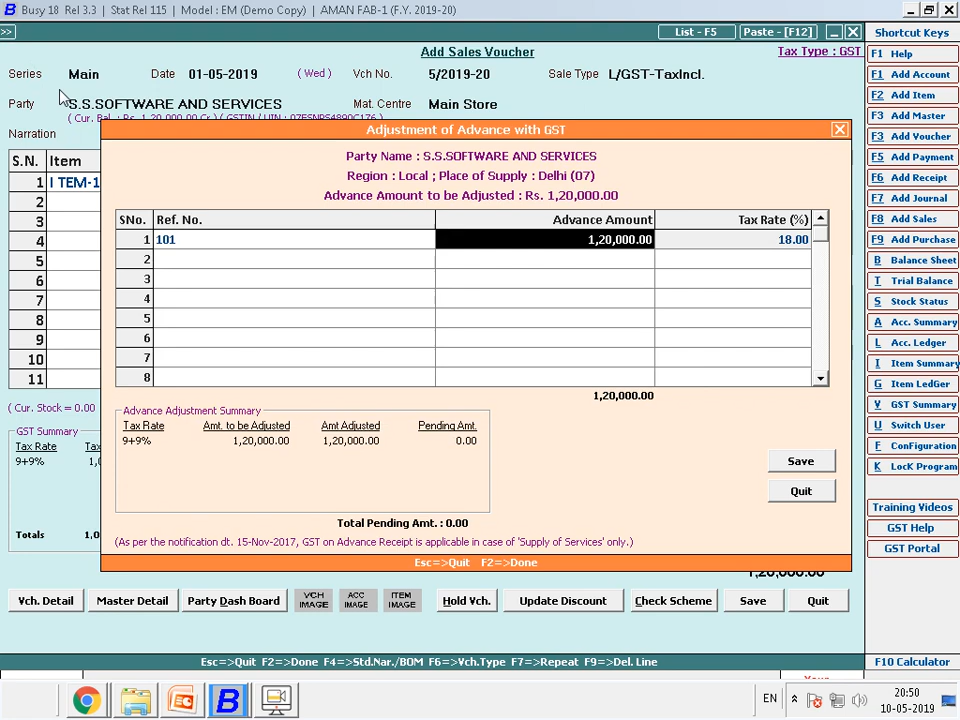 Busy 18 Rel 3.3 | Stat Rel 115 | Model : EM (Demo Copy) | AMAN FAB-1 (F.Y. 2019-20)
>>
List - F5
Paste - [F12]
Shortcut Keys
Add Sales Voucher
Tax Type : GST
Series Main Date 01-05-2019 ( Wed ) Vch No. 5/2019-20 Sale Type L/GST-TaxIncl.
Party S.S.SOFTWARE AND SERVICES Mat. Centre Main Store
Narration
S.N. Item
1 I TEM-1
2
3
4
5
6
7
8
9
10
11
( Cur. Stock = 0.00
GST Summary
Tax Rate
9+9%
Totals
Adjustment of Advance with GST
Party Name : S.S.SOFTWARE AND SERVICES
Region : Local ; Place of Supply : Delhi (07)
Advance Amount to be Adjusted : Rs. 1,20,000.00
SNo. Ref. No. Advance Amount Tax Rate (%)
1 101 1,20,000.00 18.00
2
3
4
5
6
7
8
1,20,000.00
Advance Adjustment Summary
Tax Rate Amt. to be Adjusted Amt Adjusted Pending Amt.
9+9% 1,20,000.00 1,20,000.00 0.00
Save
Quit
Total Pending Amt. : 0.00
(As per the notification dt. 15-Nov-2017, GST on Advance Receipt is applicable in case of 'Supply of Services' only.)
Esc=>Quit F2=>Done
Vch. Detail
Master Detail
Party Dash Board
VCH IMAGE
ACC IMAGE
ITEM IMAGE
Hold Vch.
Update Discount
Check Scheme
Save
Quit
Esc=>Quit F2=>Done F4=>Std.Nar./BOM F6=>Vch.Type F7=>Repeat F9=>Del. Line
F1 Help
F1 Add Account
F2 Add Item
F3 Add Master
F3 Add Voucher
F5 Add Payment
F6 Add Receipt
F7 Add Journal
F8 Add Sales
F9 Add Purchase
B Balance Sheet
T Trial Balance
S Stock Status
A Acc. Summary
L Acc. Ledger
I Item Summary
G Item LedGer
V GST Summary
U Switch User
F ConFiguration
K LocK Program
Training Videos
GST Help
GST Portal
F10 Calculator
EN
20:50
10-05-2019